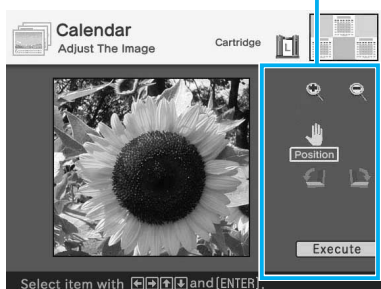 Calendar
Adjust The Image
Cartridge
L
Position
Execute
Select item with [←][→][↑][↓] and [ENTER].